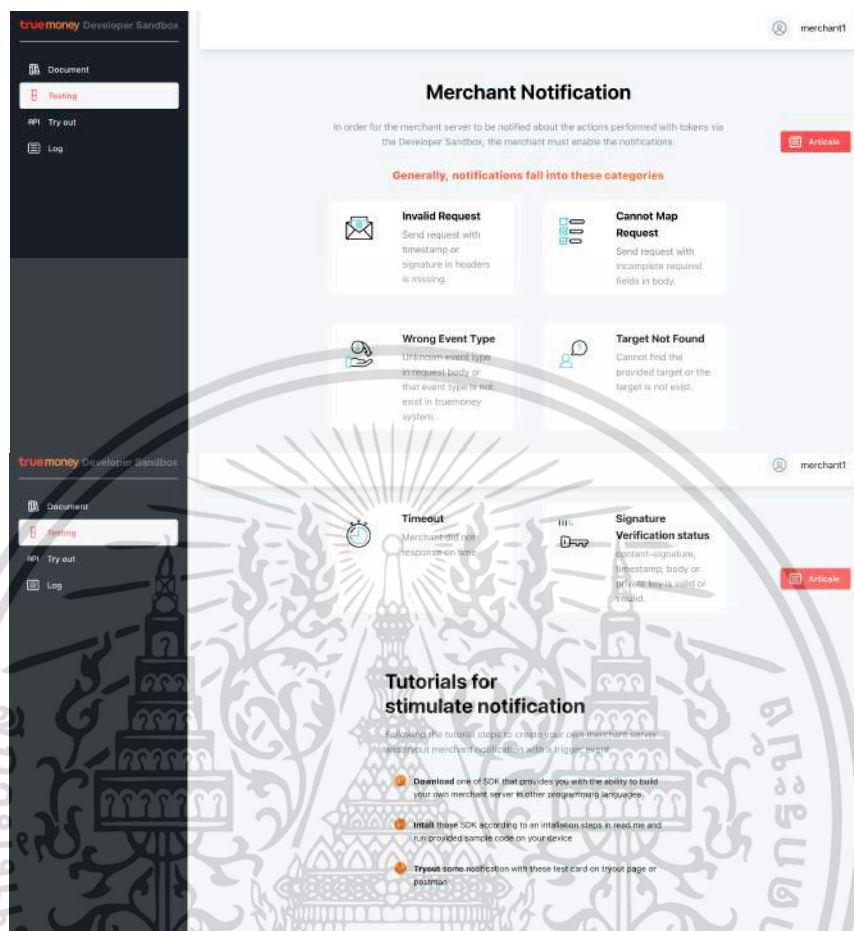 truemoney Developer Sandbox
merchant1
Document
Testing
API Try out
Log
Merchant Notification
In order for the merchant server to be notified about the actions performed with tokens via
the Developer Sandbox, the merchant must enable the notifications.
Articale
Generally, notifications fall into these categories
Invalid Request
Send request with
timestamp or
signature in headers
is missing.
Cannot Map
Request
Send request with
incomplete required
fields in body.
Wrong Event Type
Unknown event type
in request body or
that event type is not
exist in truemoney
system.
Target Not Found
Cannot find the
provided target or the
target is not exist.
truemoney Developer Sandbox
merchant1
Document
Testing
API Try out
Log
Timeout
Merchant did not
response on time
Signature
Verification status
content-signature,
timestamp, body or
private key is valid or
invalid.
Articale
Tutorials for
stimulate notification
Following the tutorial steps to create your own merchant server
and tryout merchant notification with a trigger event
Download one of SDK that provides you with the ability to build
your own merchant server in other programming languages
Intall those SDK according to an intallation steps in read.me and
run provided sample code on your device
Tryout some notification with these test card on tryout page or
postman